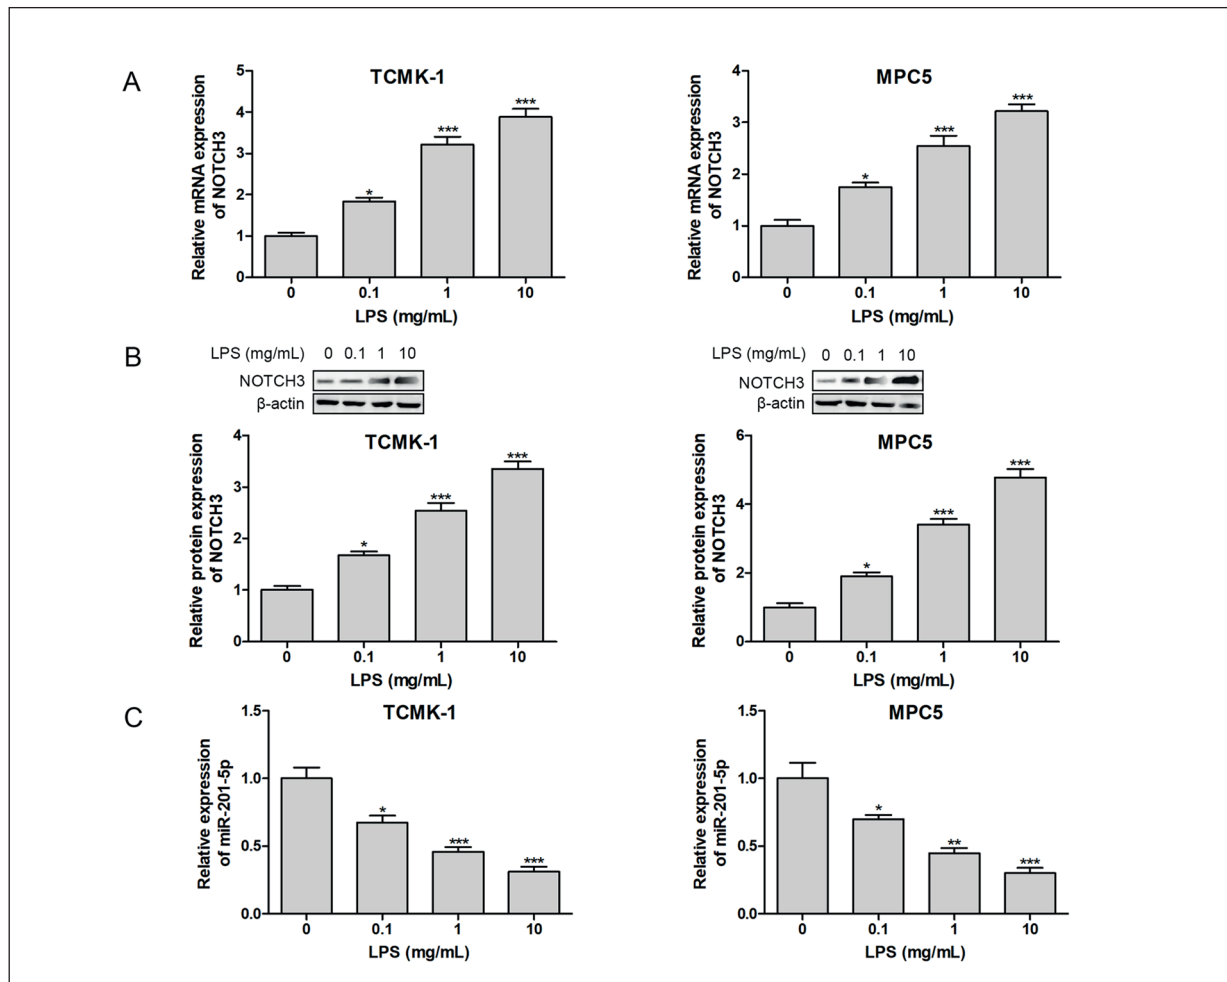 A
TCMK-1
Relative mRNA expression
of NOTCH3
5
4
3
2
1
0
*
***
***
0 0.1 1 10
LPS (mg/mL)
MPC5
Relative mRNA expression
of NOTCH3
4
3
2
1
0
*
***
***
0 0.1 1 10
LPS (mg/mL)
B
LPS (mg/mL) 0 0.1 1 10
NOTCH3
β-actin
TCMK-1
Relative protein expression
of NOTCH3
4
3
2
1
0
*
***
***
0 0.1 1 10
LPS (mg/mL)
LPS (mg/mL) 0 0.1 1 10
NOTCH3
β-actin
MPC5
Relative protein expression
of NOTCH3
6
4
2
0
*
***
***
0 0.1 1 10
LPS (mg/mL)
C
TCMK-1
Relative expression
of miR-201-5p
1.5
1.0
0.5
0.0
*
***
***
0 0.1 1 10
LPS (mg/mL)
MPC5
Relative expression
of miR-201-5p
1.5
1.0
0.5
0.0
*
**
***
0 0.1 1 10
LPS (mg/mL)